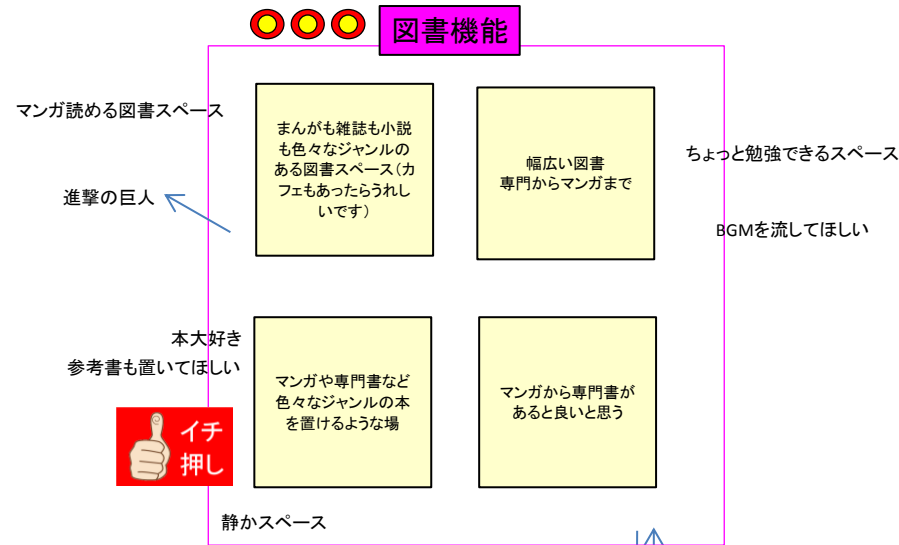 図書機能
マンガ読める図書スペース
まんがも雑誌も小説
も色々なジャンルの
ある図書スペース（カ
フェもあったらうれし
いです）
幅広い図書
専門からマンガまで
ちょっと勉強できるスペース
進撃の巨人
BGMを流してほしい
本大好き
参考書も置いてほしい
マンガや専門書など
色々なジャンルの本
を置けるような場
マンガから専門書が
あると良いと思う
イチ
押し
静かスペース